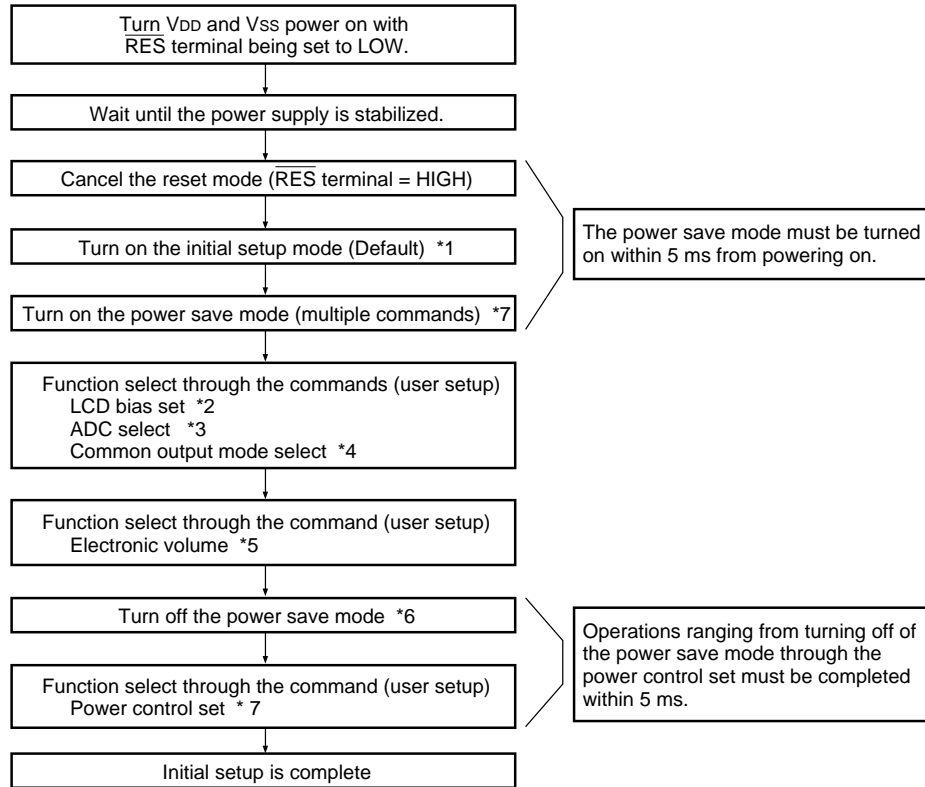 Turn VDD and VSS power on with
RES terminal being set to LOW.
Wait until the power supply is stabilized.
Cancel the reset mode (RES terminal = HIGH)
Turn on the initial setup mode (Default) *1
Turn on the power save mode (multiple commands) *7
The power save mode must be turned
on within 5 ms from powering on.
Function select through the commands (user setup)
LCD bias set *2
ADC select *3
Common output mode select *4
Function select through the command (user setup)
Electronic volume *5
Turn off the power save mode *6
Function select through the command (user setup)
Power control set * 7
Operations ranging from turning off of
the power save mode through the
power control set must be completed
within 5 ms.
Initial setup is complete